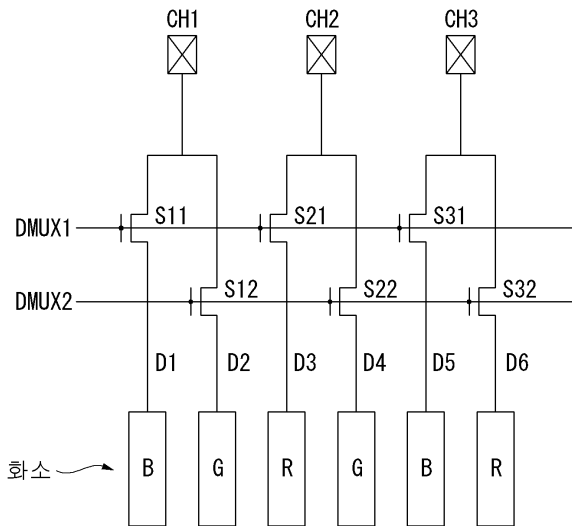 CH1 CH2 CH3
S11 S21 S31
DMUX1
DMUX2
S12 S22 S32
D1 D2 D3 D4 D5 D6
화소
B G R G B R